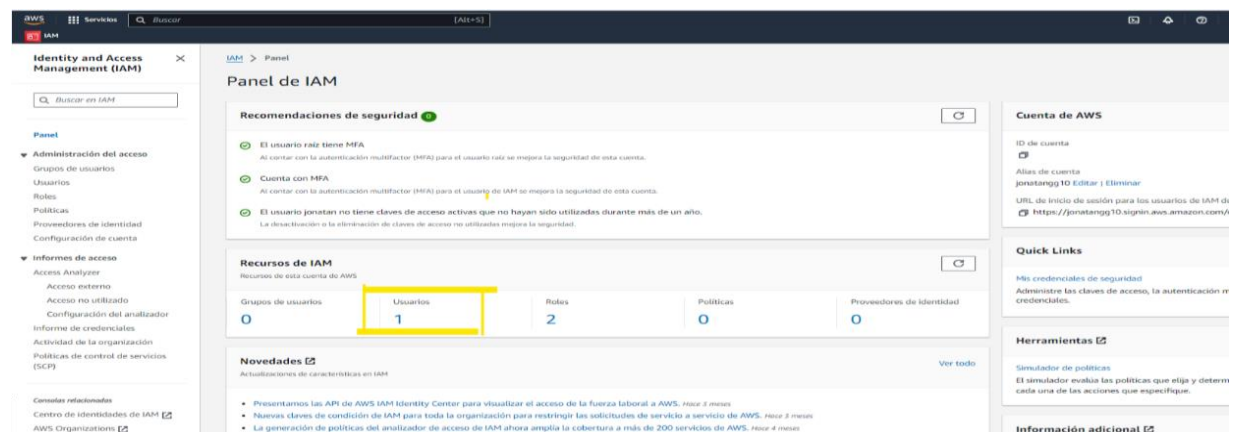 aws
Servicios
Buscar
[Alt+S]
IAM
Identity and Access
Management (IAM)
Buscar en IAM
Panel
Administración del acceso
Grupos de usuarios
Usuarios
Roles
Políticas
Proveedores de identidad
Configuración de cuenta
Informes de acceso
Access Analyzer
Acceso externo
Acceso no utilizado
Configuración del analizador
Informe de credenciales
Actividad de la organización
Políticas de control de servicios
(SCP)
Consolas relacionadas
Centro de identidades de IAM
AWS Organizations
IAM > Panel
Panel de IAM
Recomendaciones de seguridad 0
El usuario raíz tiene MFA
Al contar con la autenticación multifactor (MFA) para el usuario raíz se mejora la seguridad de esta cuenta.
Cuenta con MFA
Al contar con la autenticación multifactor (MFA) para el usuario de IAM se mejora la seguridad de esta cuenta.
El usuario jonatan no tiene claves de acceso activas que no hayan sido utilizadas durante más de un año.
La desactivación o la eliminación de claves de acceso no utilizadas mejora la seguridad.
Recursos de IAM
Recursos de esta cuenta de AWS
Grupos de usuarios
0
Usuarios
1
Roles
2
Políticas
0
Proveedores de identidad
0
Novedades
Ver todo
Actualizaciones de características en IAM
Presentamos las API de AWS IAM Identity Center para visualizar el acceso de la fuerza laboral a AWS. Hace 3 meses
Nuevas claves de condición de IAM para toda la organización para restringir las solicitudes de servicio a servicio de AWS. Hace 3 meses
La generación de políticas del analizador de acceso de IAM ahora amplía la cobertura a más de 200 servicios de AWS. Hace 4 meses
Cuenta de AWS
ID de cuenta
Alias de cuenta
jonatangg10 Editar | Eliminar
URL de inicio de sesión para los usuarios de IAM de
https://jonatangg10.signin.aws.amazon.com/
Quick Links
Mis credenciales de seguridad
Administre las claves de acceso, la autenticación m
credenciales.
Herramientas
Simulador de políticas
El simulador evalúa las políticas que elija y determ
cada una de las acciones que especifique.
Información adicional